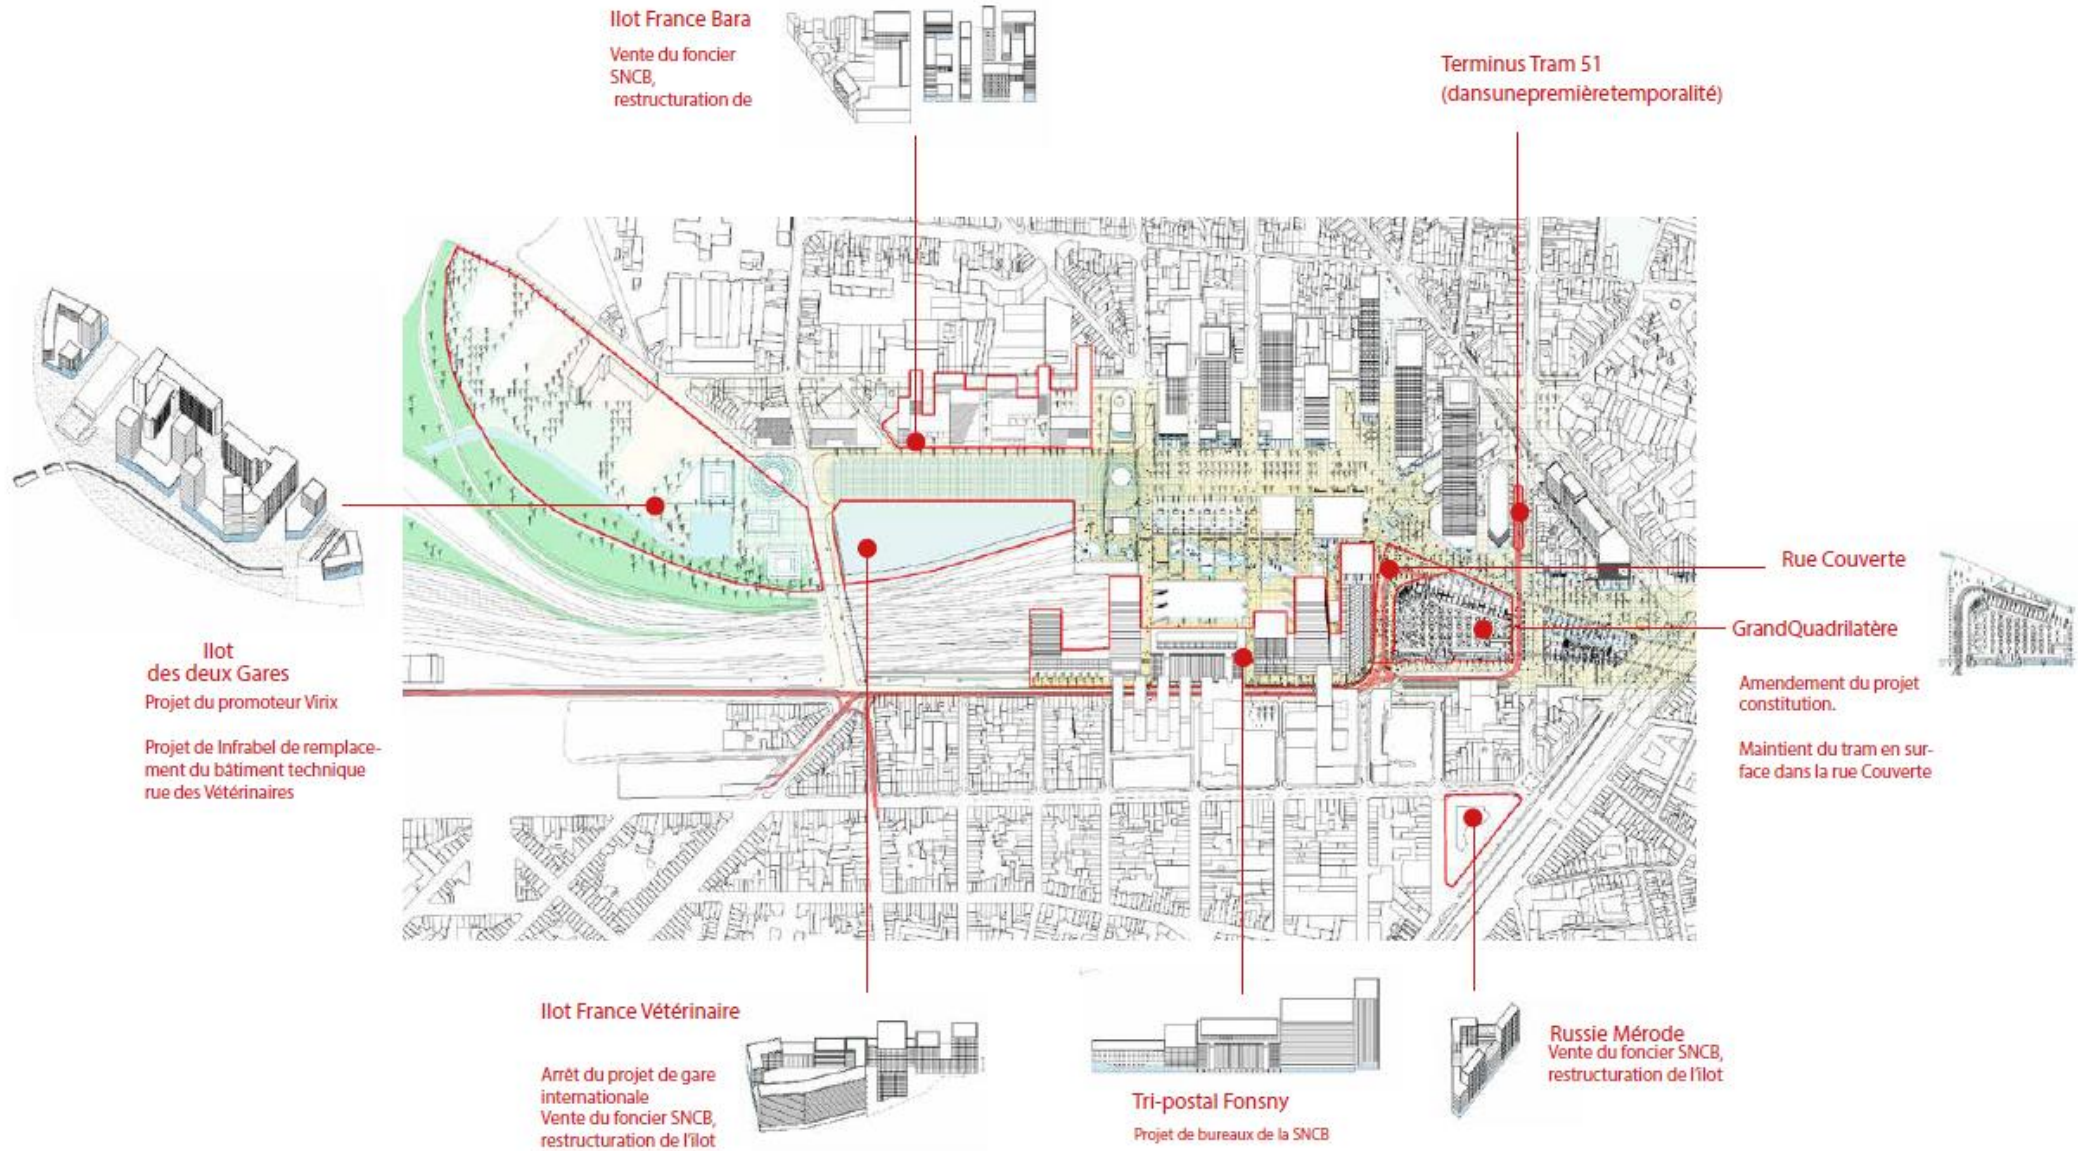 Ilot France Bara
Vente du foncier
SNCB,
restructuration de
Terminus Tram 51
(dansunepremièretemporalité)
Ilot
des deux Gares
Projet du promoteur Virix
Projet de Infrabel de remplace-
ment du bâtiment technique
rue des Vétérinaires
Rue Couverte
GrandQuadrilatère
Amendement du projet
constitution.
Maintient du tram en sur-
face dans la rue Couverte
Ilot France Vétérinaire
Arrêt du projet de gare
internationale
Vente du foncier SNCB,
restructuration de l'îlot
Tri-postal Fonsny
Projet de bureaux de la SNCB
Russie Mérode
Vente du foncier SNCB,
restructuration de l'îlot